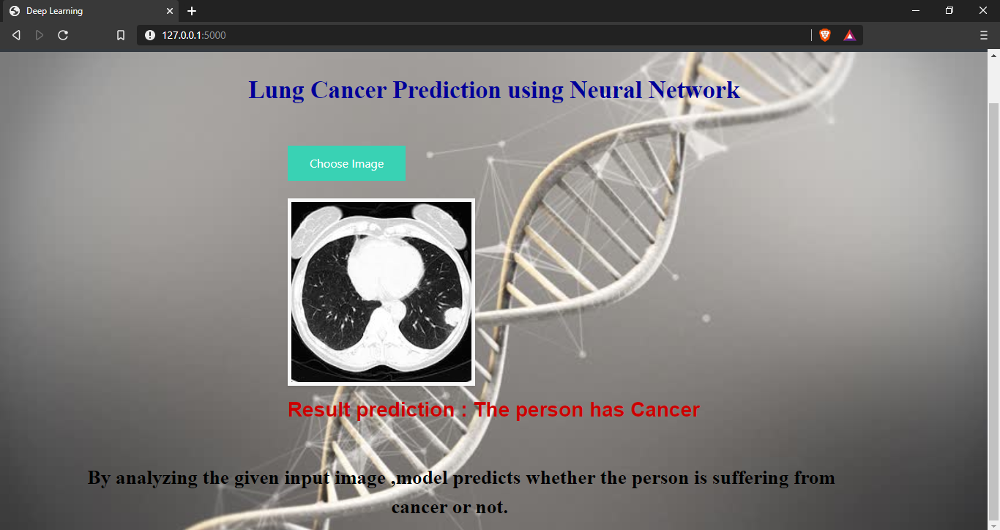 Deep Learning
127.0.0.1:5000
Lung Cancer Prediction using Neural Network
Choose Image
Result prediction : The person has Cancer
By analyzing the given input image ,model predicts whether the person is suffering from
cancer or not.